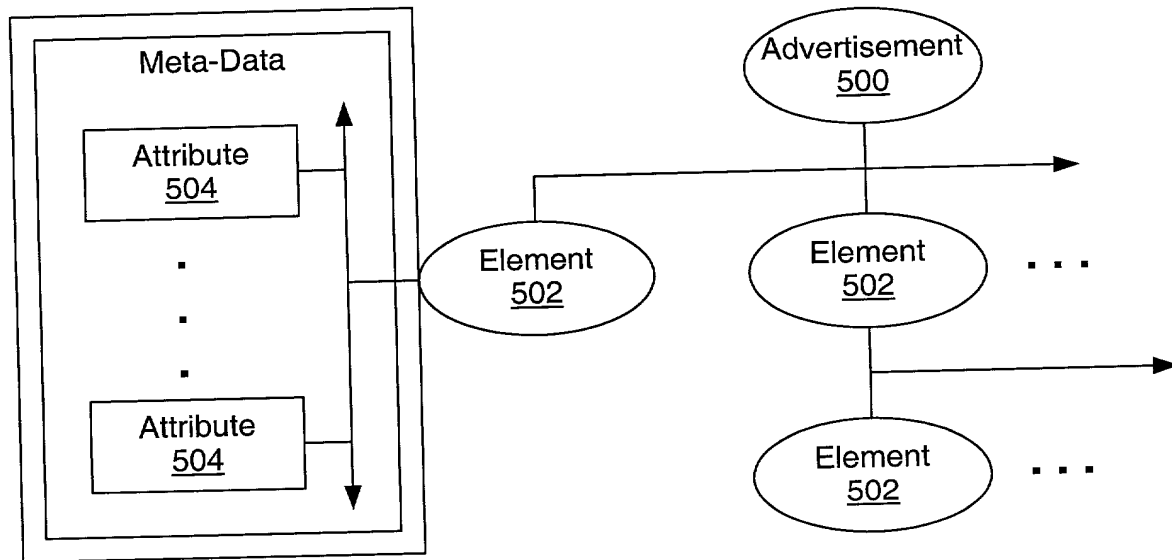 Meta-Data
Attribute
504
Attribute
504
Element
502
Advertisement
500
Element
502
Element
502